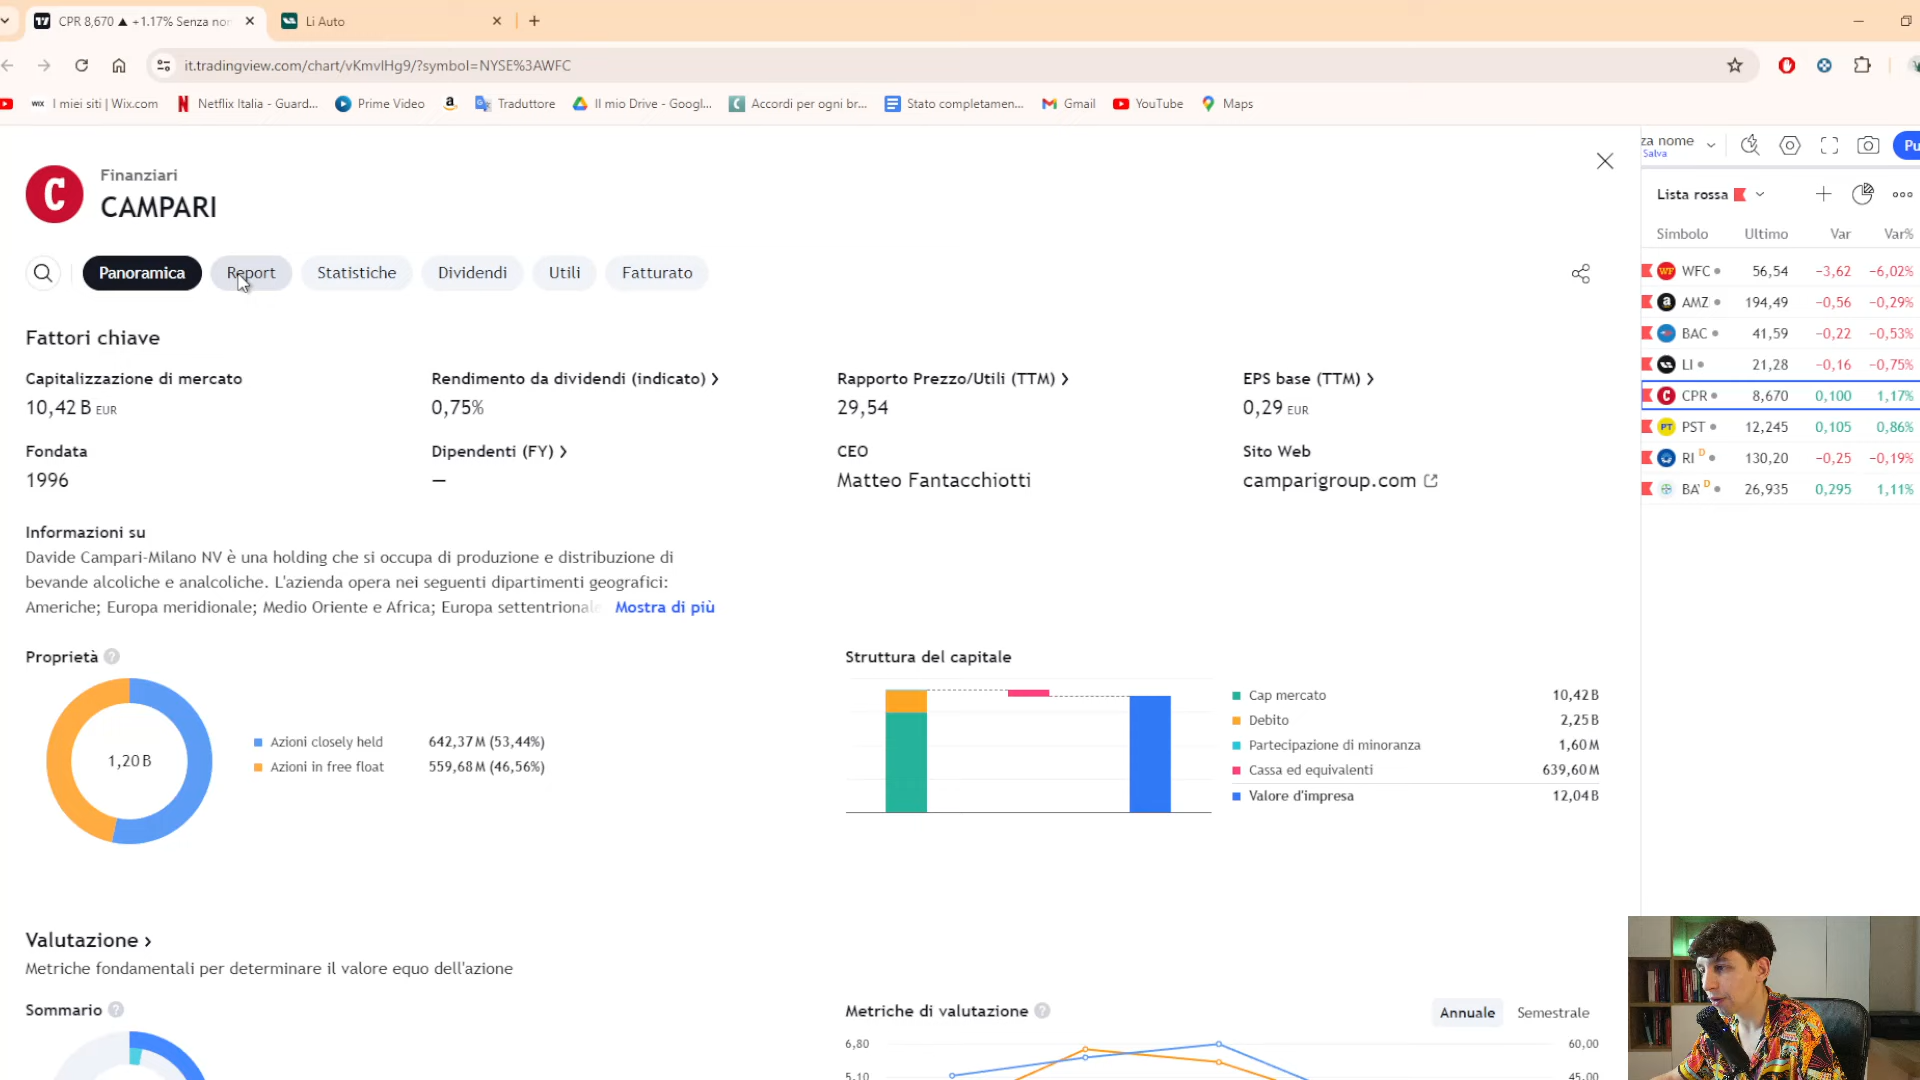 CPR 8,670 ▲ +1.17% Senza nor
Li Auto
it.tradingview.com/chart/vKmvIHg9/?symbol=NYSE%3AWFC
I miei siti | Wix.com
Netflix Italia - Guard...
Prime Video
Traduttore
Il mio Drive - Googl...
Accordi per ogni br...
Stato completamen...
Gmail
YouTube
Maps
za nome
Salva
Pu
Finanziari
CAMPARI
Panoramica
Report
Statistiche
Dividendi
Utili
Fatturato
Fattori chiave
Capitalizzazione di mercato
10,42 B EUR
Rendimento da dividendi (indicato)
0,75%
Rapporto Prezzo/Utili (TTM)
29,54
EPS base (TTM)
0,29 EUR
Fondata
1996
Dipendenti (FY)
—
CEO
Matteo Fantacchiotti
Sito Web
camparigroup.com
Informazioni su
Davide Campari-Milano NV è una holding che si occupa di produzione e distribuzione di
bevande alcoliche e analcoliche. L'azienda opera nei seguenti dipartimenti geografici:
Americhe; Europa meridionale; Medio Oriente e Africa; Europa settentrionale Mostra di più
Proprietà
1,20 B
Azioni closely held 642,37 M (53,44%)
Azioni in free float 559,68 M (46,56%)
Struttura del capitale
Cap mercato 10,42 B
Debito 2,25 B
Partecipazione di minoranza 1,60 M
Cassa ed equivalenti 639,60 M
Valore d'impresa 12,04 B
Valutazione
Metriche fondamentali per determinare il valore equo dell'azione
Sommario
Metriche di valutazione
Annuale
Semestrale
6,80
60,00
5,10
45,00
Lista rossa
Simbolo Ultimo Var Var%
WFC 56,54 −3,62 −6,02%
AMZ 194,49 −0,56 −0,29%
BAC 41,59 −0,22 −0,53%
LI 21,28 −0,16 −0,75%
CPR 8,670 0,100 1,17%
PST 12,245 0,105 0,86%
RI D 130,20 −0,25 −0,19%
BA D 26,935 0,295 1,11%